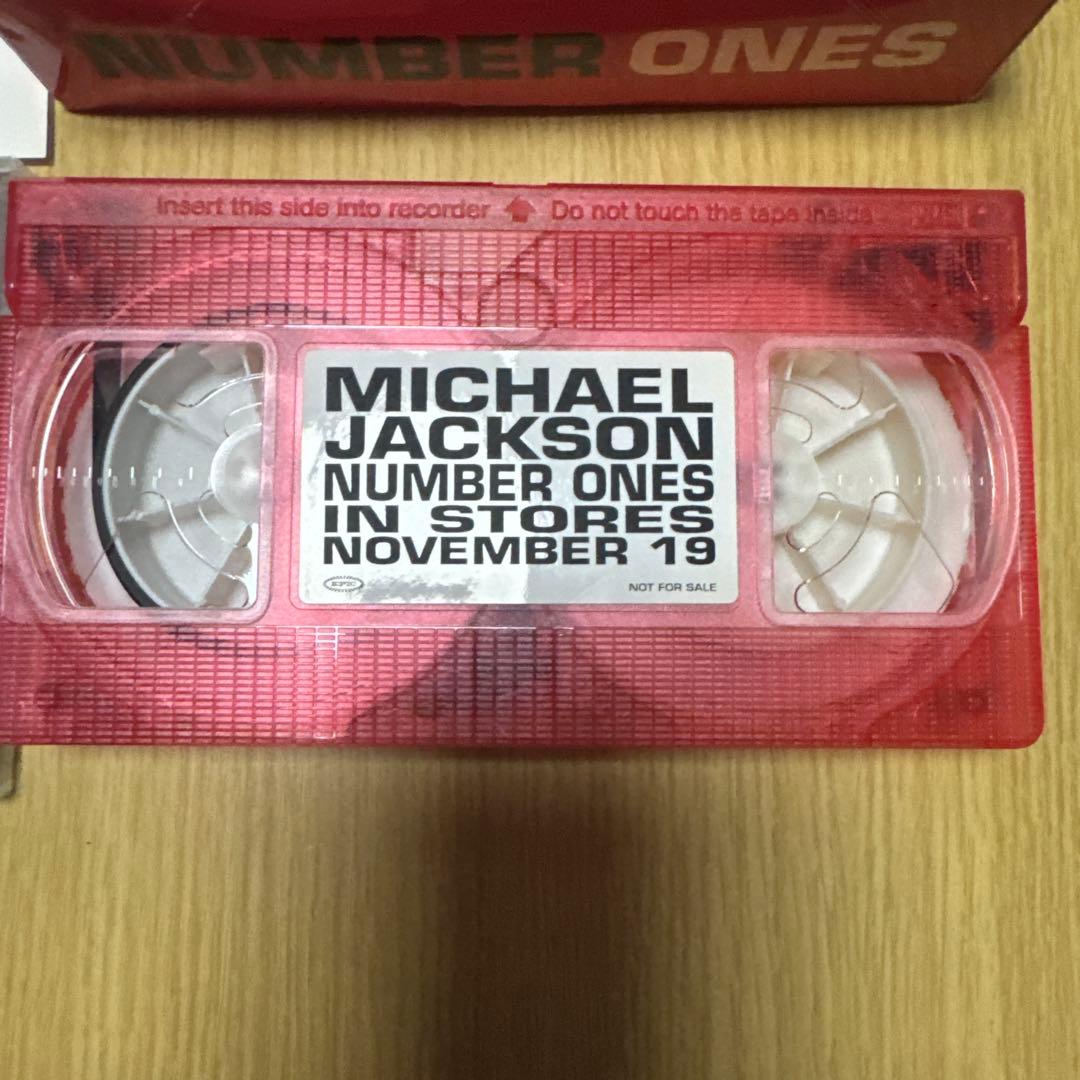 NUMBER ONES
Insert this side into recorder Do not touch the tape inside
MICHAEL
JACKSON
NUMBER ONES
IN STORES
NOVEMBER 19
EPIC
NOT FOR SALE